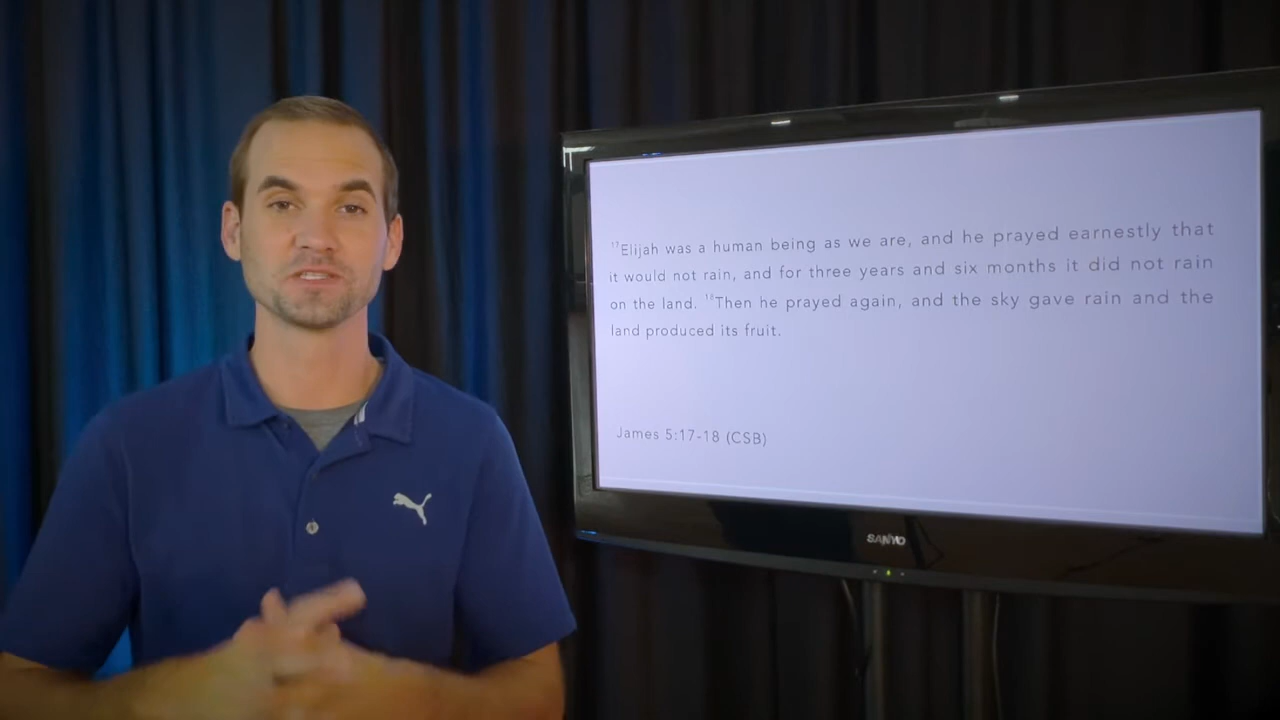 ¹⁷Elijah was a human being as we are, and he prayed earnestly that
it would not rain, and for three years and six months it did not rain
on the land. ¹⁸Then he prayed again, and the sky gave rain and the
land produced its fruit.
James 5:17-18 (CSB)
SANYO